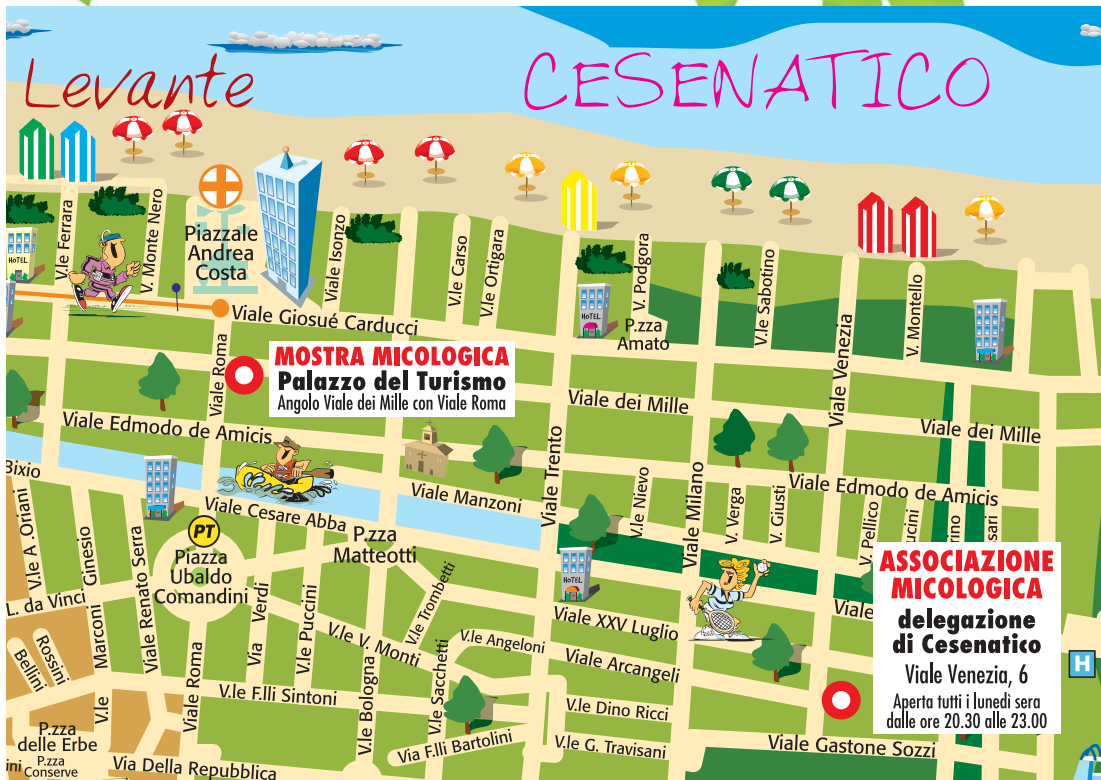 Levante
CESENATICO
V.le Ferrara
V. Monte Nero
Piazzale
Andrea
Costa
Viale Isonzo
V.le Carso
V.le Ortigara
V. Podgora
V.le Sabotino
Viale Venezia
V. Montello
HOTEL
HOTEL
P.zza
Amato
Viale Giosué Carducci
Viale Roma
MOSTRA MICOLOGICA
Palazzo del Turismo
Angolo Viale dei Mille con Viale Roma
Viale dei Mille
Viale dei Mille
Viale Edmodo de Amicis
Viale Trento
Viale Manzoni
V.le Nievo
Viale Milano
V. Verga
V. Giusti
Viale Edmodo de Amicis
V. Pellico
ucini
rino
sari
Bixio
V.le A .Oriani
Ginesio
Viale Renato Serra
Viale Cesare Abba
PT
Piazza
Ubaldo
Comandini
P.zza
Matteotti
HOTEL
L. da Vinci
Marconi
V.le
Rossini
Bellini
Viale Roma
Via Verdi
V.le Puccini
V.le V. Monti
V.le Trombetti
V.le Angeloni
V.le Sacchetti
V.le Bologna
V.le F.lli Sintoni
Viale XXV Luglio
Viale
Viale Arcangeli
V.le Dino Ricci
V.le G. Travisani
Via F.lli Bartolini
Viale Gastone Sozzi
ASSOCIAZIONE
MICOLOGICA
delegazione
di Cesenatico
Viale Venezia, 6
Aperta tutti i lunedì sera
dalle ore 20.30 alle 23.00
H
P.zza
delle Erbe
P.zza
Conserve
ini
Via Della Repubblica